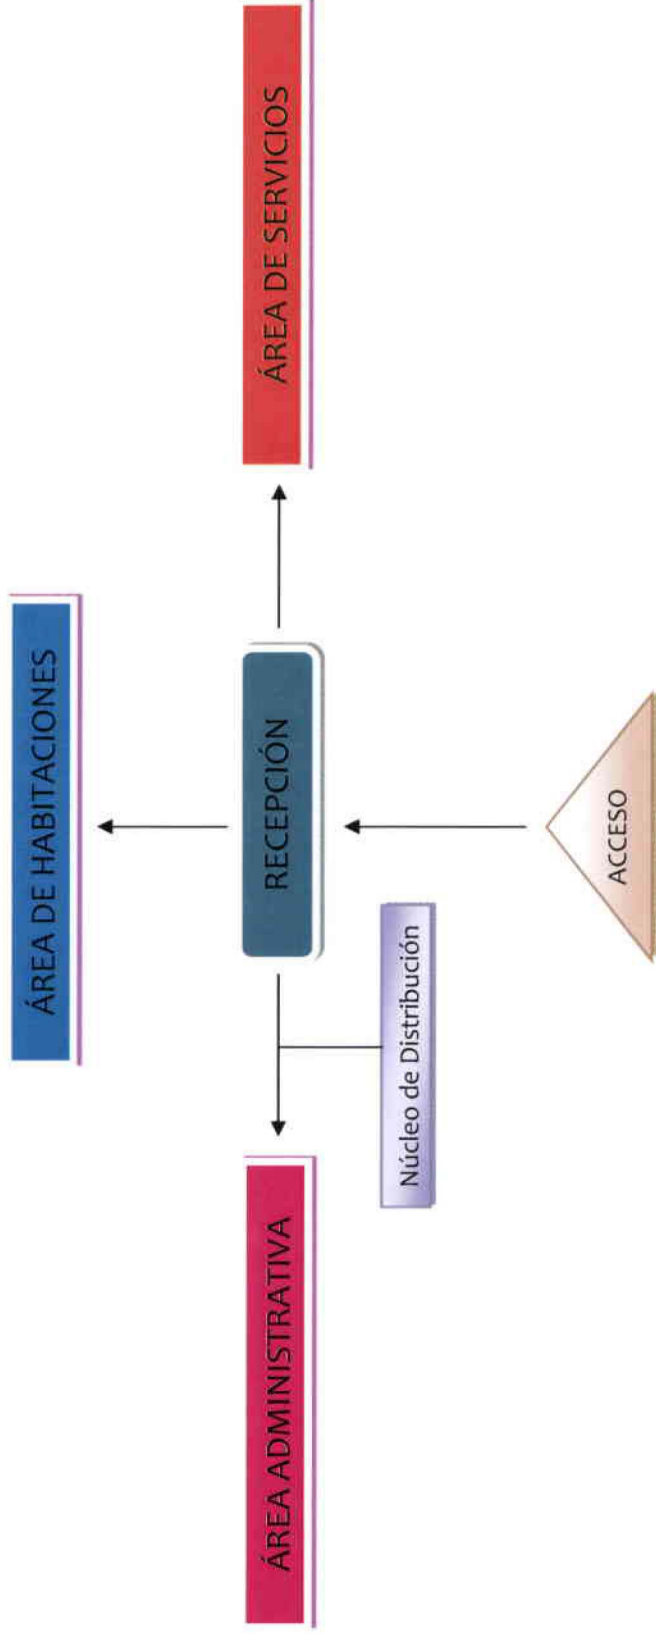 ÁREA DE HABITACIONES
ÁREA ADMINISTRATIVA
RECEPCIÓN
ÁREA DE SERVICIOS
Núcleo de Distribución
ACCESO